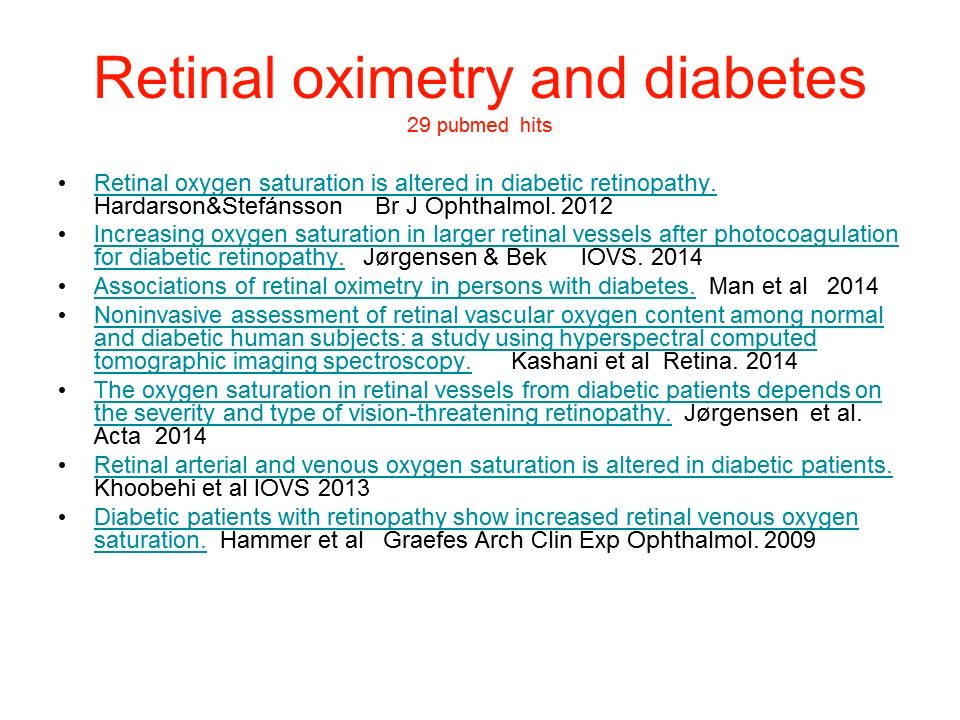 Retinal oximetry and diabetes
29 pubmed hits
• Retinal oxygen saturation is altered in diabetic retinopathy.
Hardarson&Stefánsson Br J Ophthalmol. 2012
• Increasing oxygen saturation in larger retinal vessels after photocoagulation
for diabetic retinopathy. Jørgensen & Bek IOVS. 2014
• Associations of retinal oximetry in persons with diabetes. Man et al 2014
• Noninvasive assessment of retinal vascular oxygen content among normal
and diabetic human subjects: a study using hyperspectral computed
tomographic imaging spectroscopy. Kashani et al Retina. 2014
• The oxygen saturation in retinal vessels from diabetic patients depends on
the severity and type of vision-threatening retinopathy. Jørgensen et al.
Acta 2014
• Retinal arterial and venous oxygen saturation is altered in diabetic patients.
Khoobehi et al IOVS 2013
• Diabetic patients with retinopathy show increased retinal venous oxygen
saturation. Hammer et al Graefes Arch Clin Exp Ophthalmol. 2009